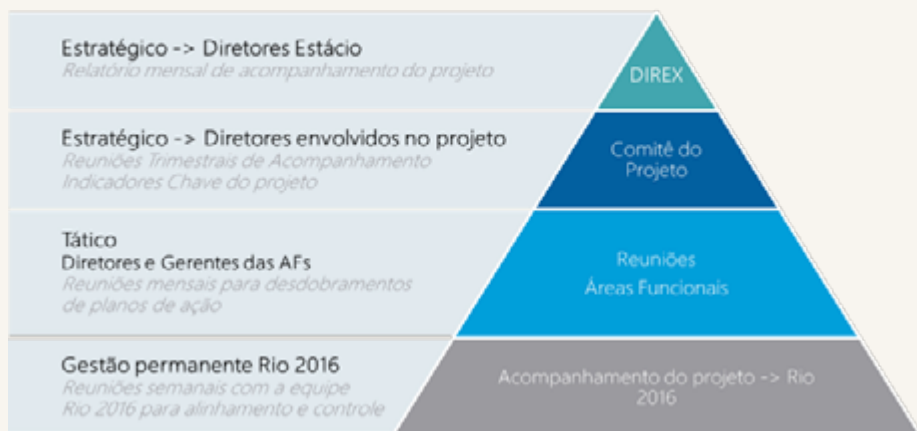 Estratégico -> Diretores Estácio
Relatório mensal de acompanhamento do projeto
DIREX
Estratégico -> Diretores envolvidos no projeto
Reuniões Trimestrais de Acompanhamento
Indicadores Chave do projeto
Comitê do
Projeto
Tático
Diretores e Gerentes das AFs
Reuniões mensais para desdobramentos
de planos de ação
Reuniões
Áreas Funcionais
Gestão permanente Rio 2016
Reuniões semanais com a equipe
Rio 2016 para alinhamento e controle
Acompanhamento do projeto -> Rio
2016